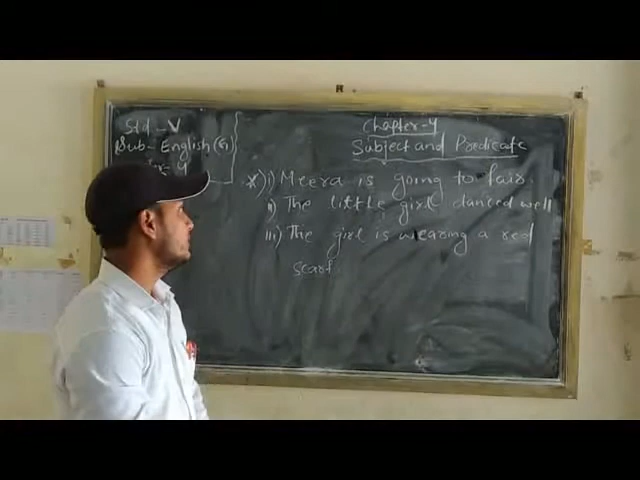 Std - V
Sub- English(G)
Chapter-4
Subject and Predicate
*) i) Meera is going to fair.
ii) The little girl danced well
iii) The girl is wearing a red
scarf.